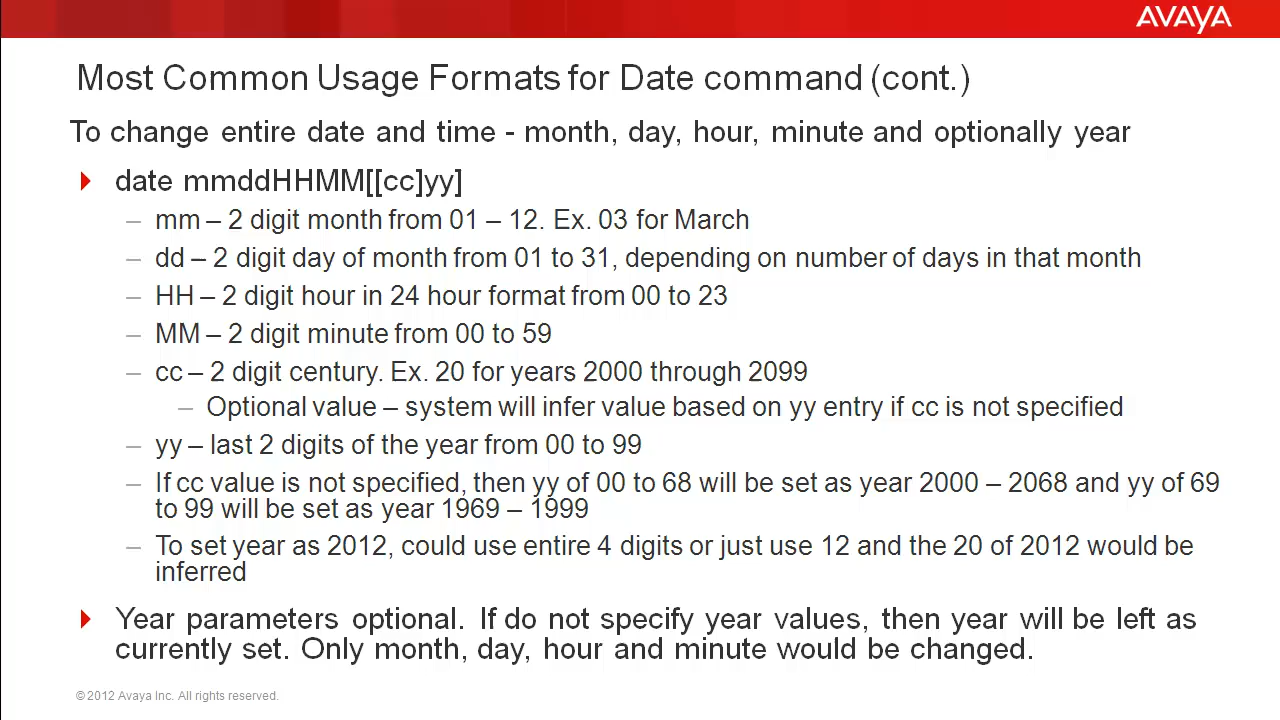 AVAYA
Most Common Usage Formats for Date command (cont.)
To change entire date and time - month, day, hour, minute and optionally year
date mmddHHMM[[cc]yy]
– mm – 2 digit month from 01 – 12. Ex. 03 for March
– dd – 2 digit day of month from 01 to 31, depending on number of days in that month
– HH – 2 digit hour in 24 hour format from 00 to 23
– MM – 2 digit minute from 00 to 59
– cc – 2 digit century. Ex. 20 for years 2000 through 2099
– Optional value – system will infer value based on yy entry if cc is not specified
– yy – last 2 digits of the year from 00 to 99
– If cc value is not specified, then yy of 00 to 68 will be set as year 2000 – 2068 and yy of 69
to 99 will be set as year 1969 – 1999
– To set year as 2012, could use entire 4 digits or just use 12 and the 20 of 2012 would be
inferred
Year parameters optional. If do not specify year values, then year will be left as
currently set. Only month, day, hour and minute would be changed.
© 2012 Avaya Inc. All rights reserved.